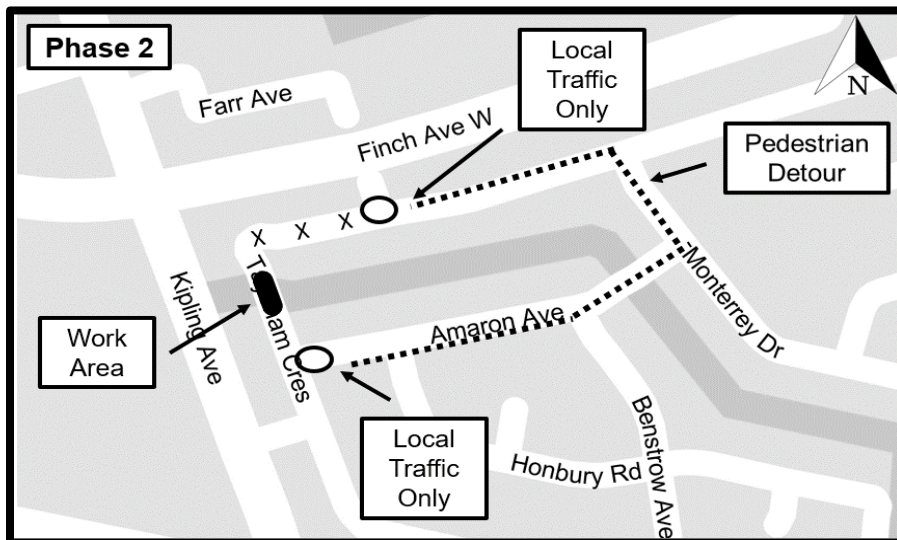 Phase 2
Local
Traffic
Only
N
Farr Ave
Finch Ave W
Pedestrian
Detour
X X X
Kipling Ave
Cres
Monterrey Dr
Amaron Ave
Work
Area
Local
Traffic
Only
Benstrow Ave
Honbury Rd